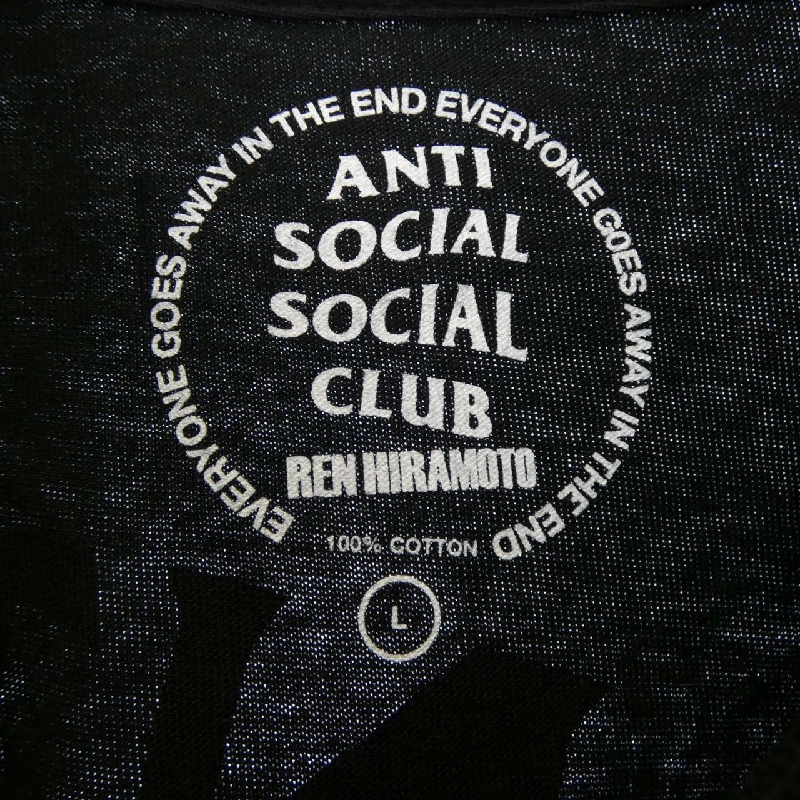 EVERYONE GOES AWAY IN THE END EVERYONE GOES AWAY IN THE END
ANTI
SOCIAL
SOCIAL
CLUB
REN HIRAMOTO
100% COTTON
L